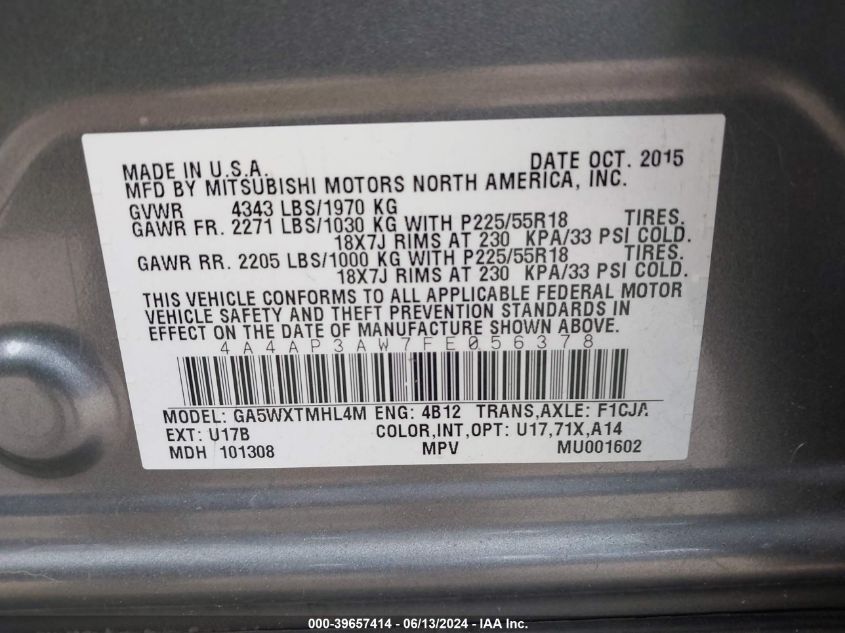 MADE IN U.S.A. DATE OCT. 2015
MFD BY MITSUBISHI MOTORS NORTH AMERICA, INC.
GVWR 4343 LBS/1970 KG
GAWR FR. 2271 LBS/1030 KG WITH P225/55R18 TIRES.
18X7J RIMS AT 230 KPA/33 PSI COLD.
GAWR RR. 2205 LBS/1000 KG WITH P225/55R18 TIRES.
18X7J RIMS AT 230 KPA/33 PSI COLD.
THIS VEHICLE CONFORMS TO ALL APPLICABLE FEDERAL MOTOR
VEHICLE SAFETY AND THEFT PREVENTION STANDARDS IN
EFFECT ON THE DATE OF MANUFACTURE SHOWN ABOVE.
4A4AP3AW7FE056378
MODEL: GA5WXTMHL4M ENG: 4B12 TRANS,AXLE: F1CJA
EXT: U17B COLOR,INT,OPT: U17,71X,A14
MDH 101308 MPV MU001602
000-39657414 - 06/13/2024 - Copyright © 2024 IAA, Inc.